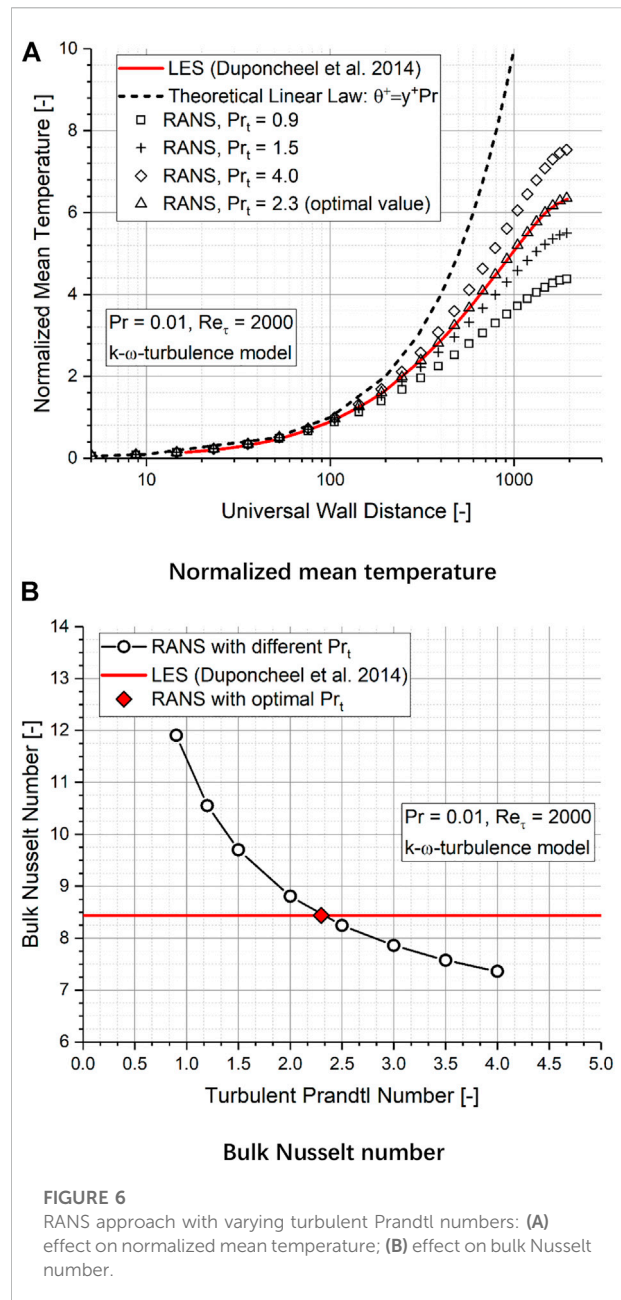 A
10
8
6
4
2
0
Normalized Mean Temperature [-]
LES (Duponcheel et al. 2014)
Theoretical Linear Law: θ⁺=y⁺Pr
RANS, Prₜ = 0.9
RANS, Prₜ = 1.5
RANS, Prₜ = 4.0
RANS, Prₜ = 2.3 (optimal value)
Pr = 0.01, Re_τ = 2000
k-ω-turbulence model
10 100 1000
Universal Wall Distance [-]
Normalized mean temperature
B
14
13
12
11
10
9
8
7
6
Bulk Nusselt Number [-]
RANS with different Prₜ
LES (Duponcheel et al. 2014)
RANS with optimal Prₜ
Pr = 0.01, Re_τ = 2000
k-ω-turbulence model
0.0 0.5 1.0 1.5 2.0 2.5 3.0 3.5 4.0 4.5 5.0
Turbulent Prandtl Number [-]
Bulk Nusselt number
FIGURE 6
RANS approach with varying turbulent Prandtl numbers: (A)
effect on normalized mean temperature; (B) effect on bulk Nusselt
number.